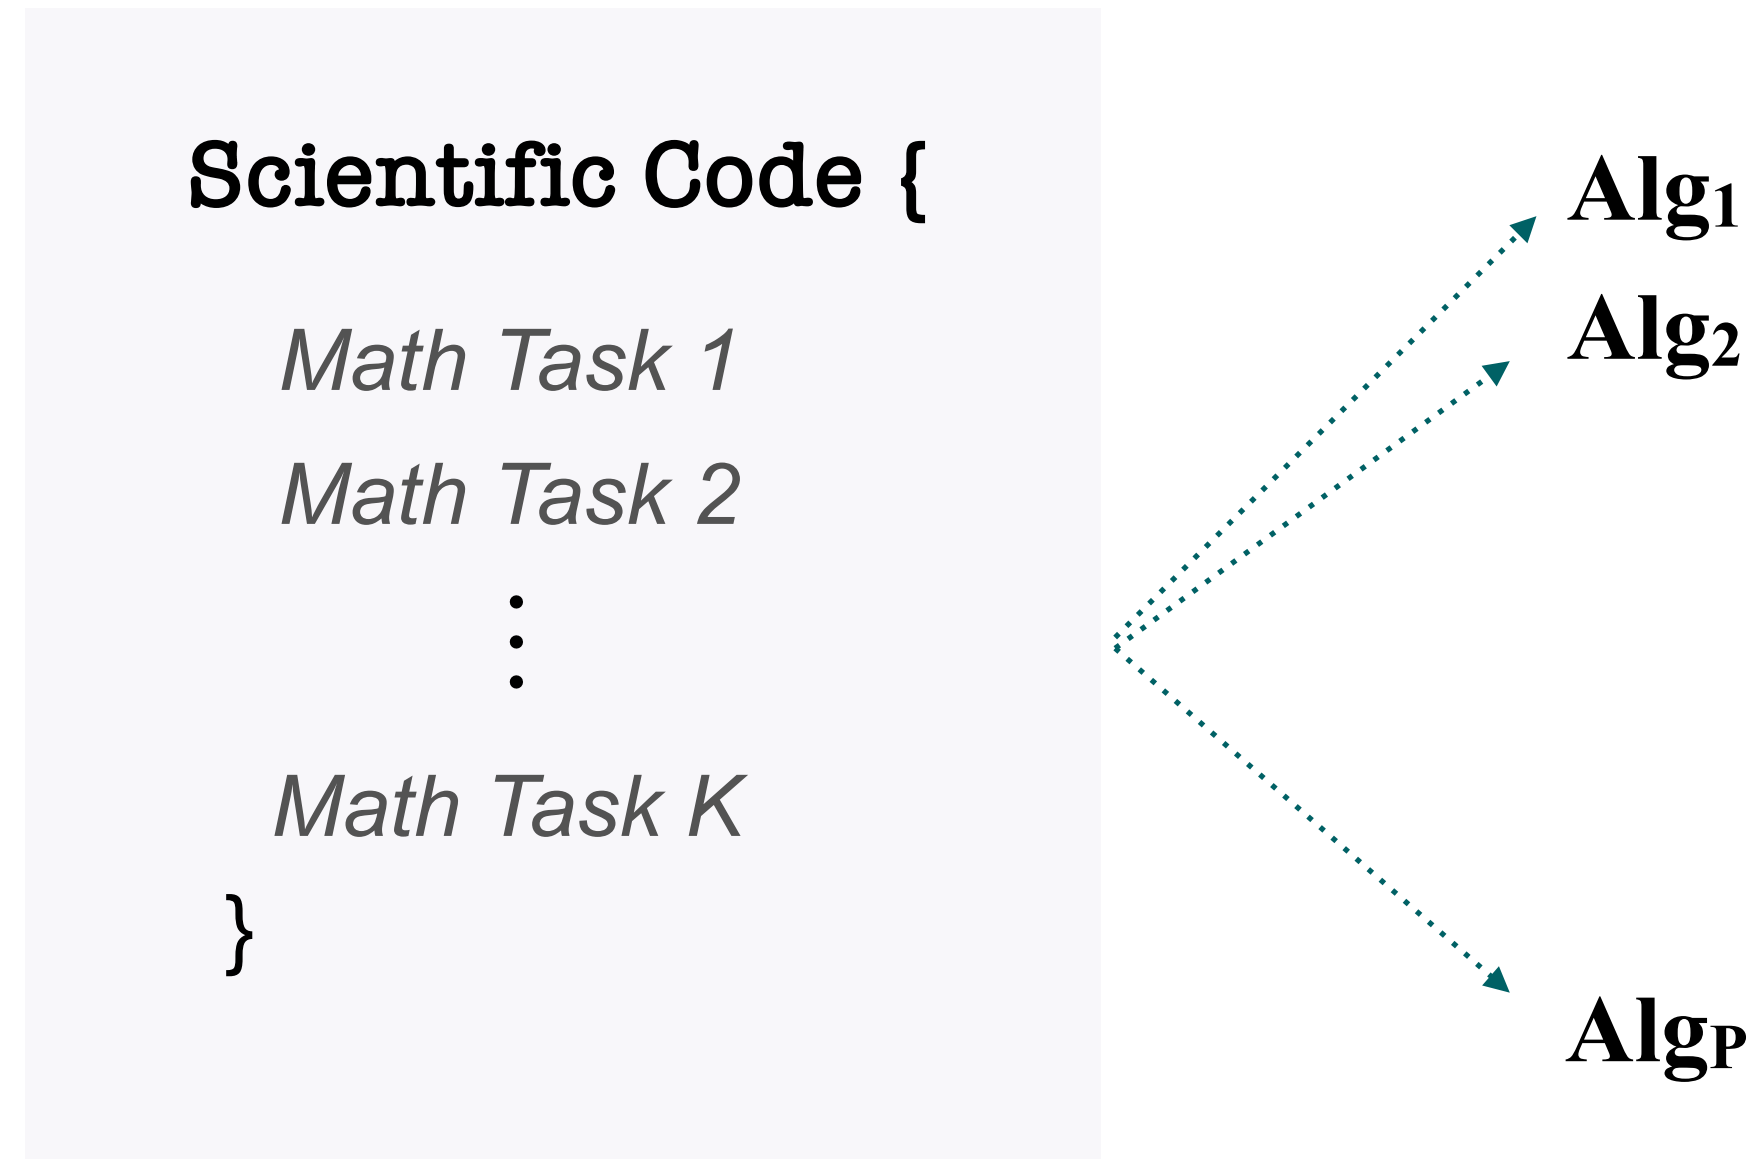 Scientific Code {
Math Task 1
Math Task 2
⋮
Math Task K
}
Alg1
Alg2
AlgP